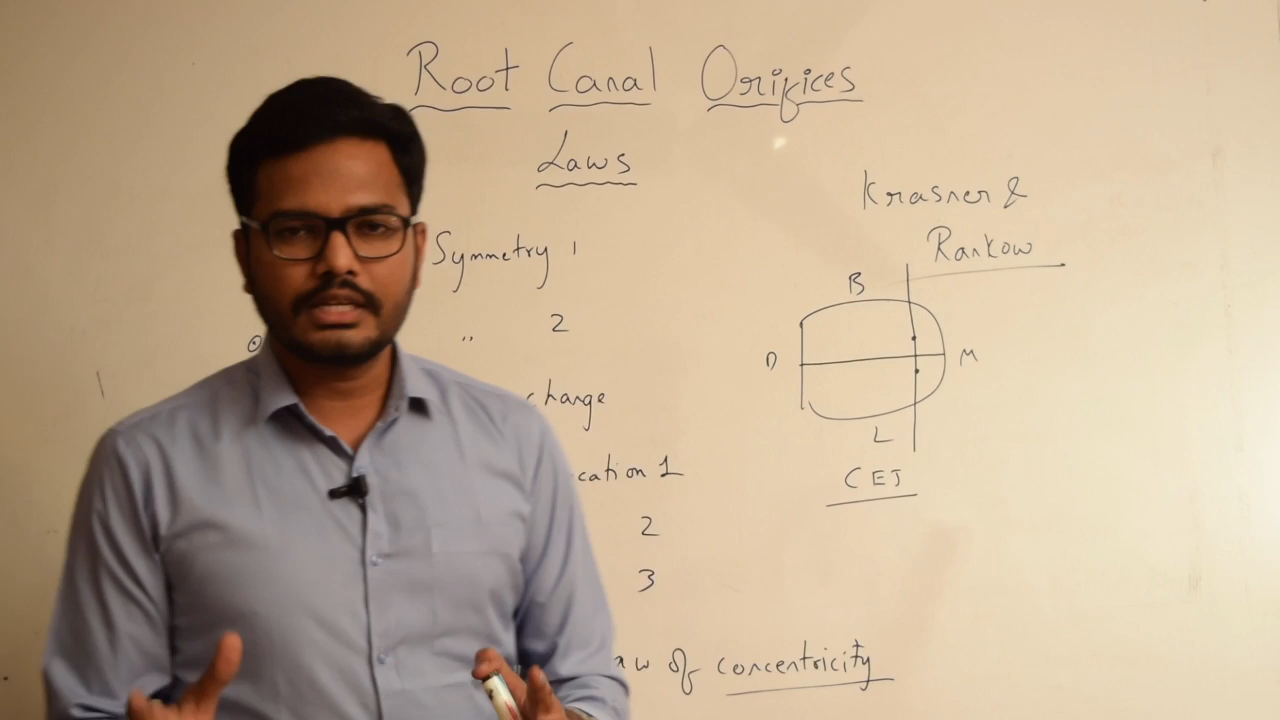 Root Canal Orifices
Laws
Krasner &
Rankow
Symmetry 1
B
" 2
D M
change
L
cation 1
CEJ
2
3
aw of concentricity